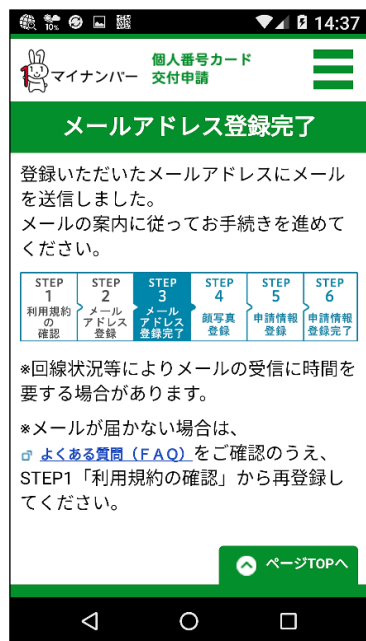 10%
14:37
マイナンバー
個人番号カード
交付申請
メールアドレス登録完了
登録いただいたメールアドレスにメール
を送信しました。
メールの案内に従ってお手続きを進めて
ください。
STEP
1
利用規約
の
確認
STEP
2
メール
アドレス
登録
STEP
3
メール
アドレス
登録完了
STEP
4
顔写真
登録
STEP
5
申請情報
登録
STEP
6
申請情報
登録完了
※回線状況等によりメールの受信に時間を
要する場合があります。
※メールが届かない場合は、
よくある質問（ＦＡＱ）をご確認のうえ、
STEP1「利用規約の確認」から再登録し
てください。
ページTOPへ